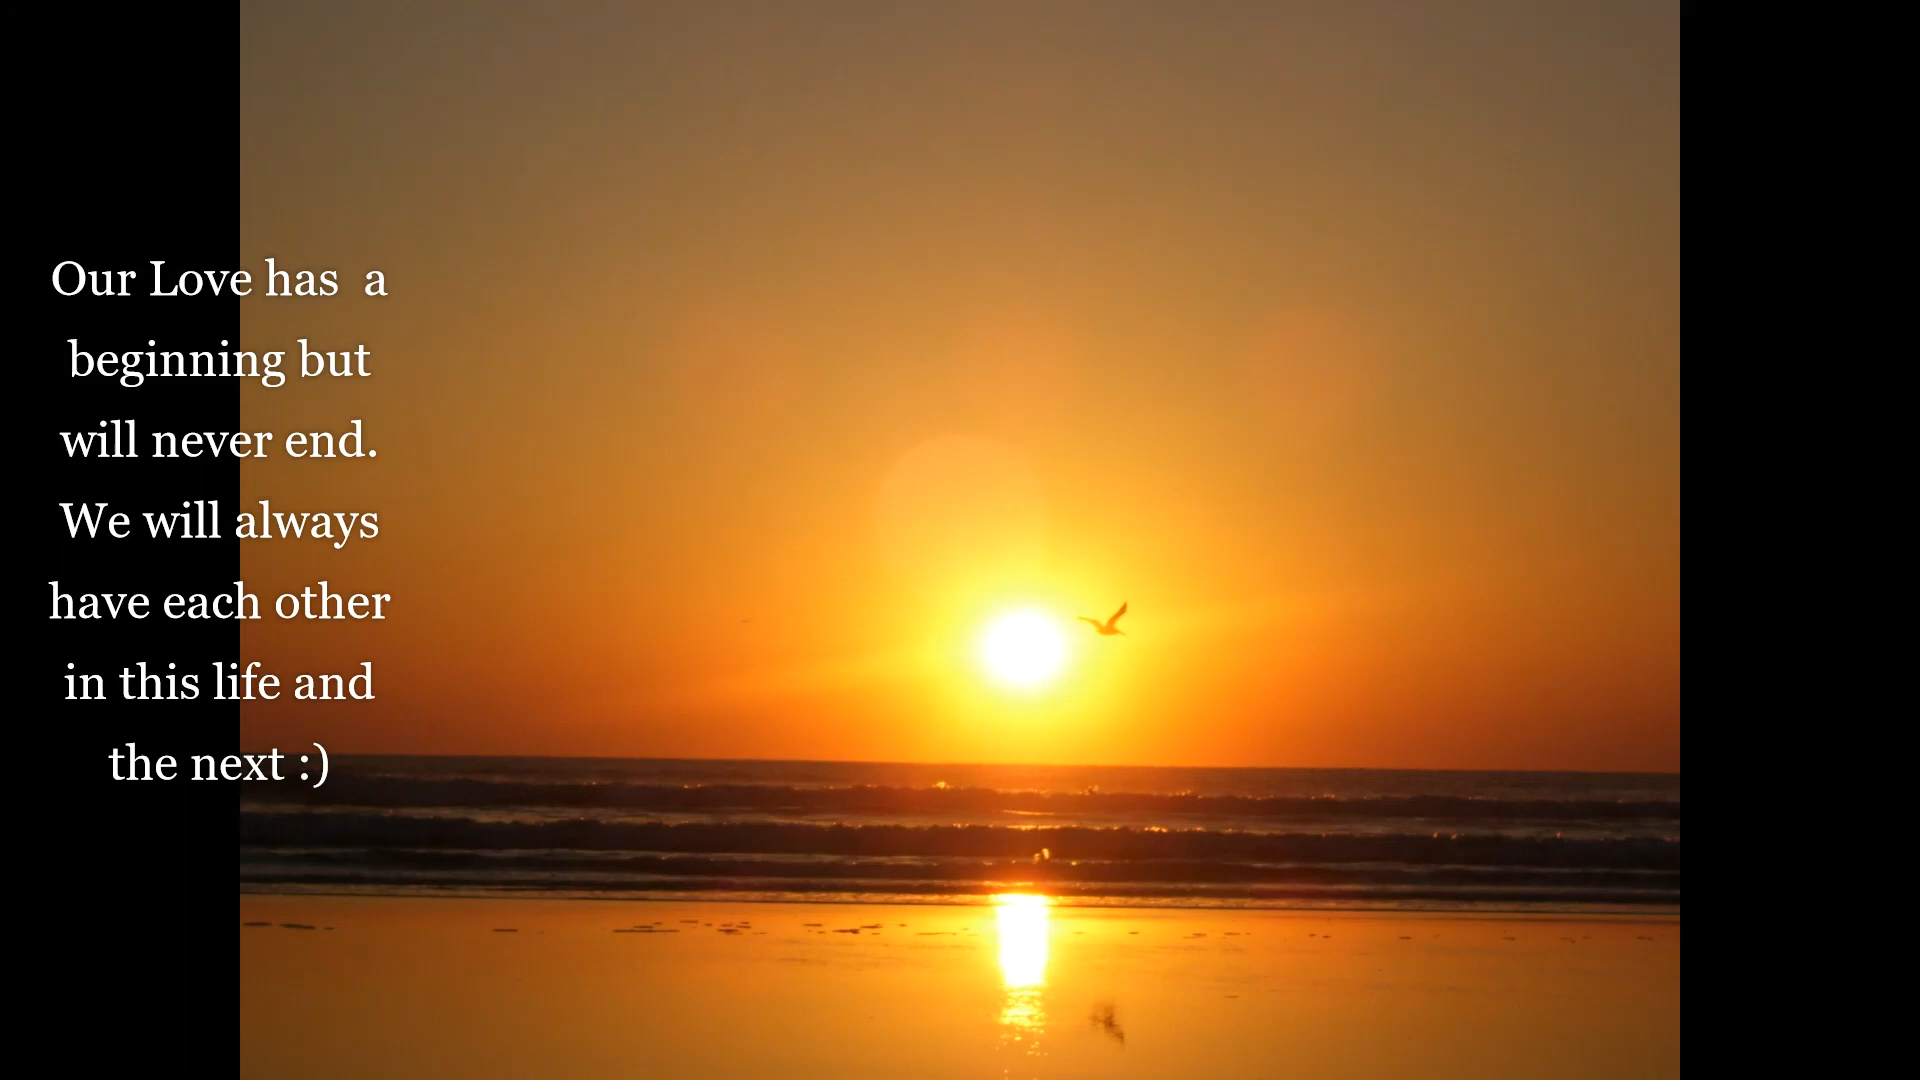 Our Love has  a
beginning but
will never end.
We will always
have each other
in this life and
the next :)